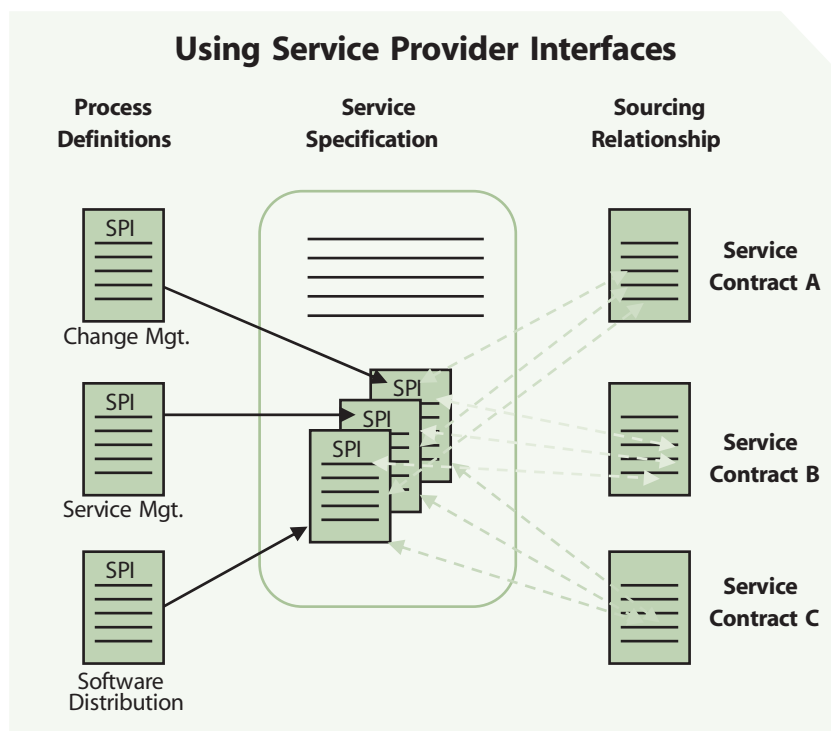 Using Service Provider Interfaces
Process
Definitions
Service
Specification
Sourcing
Relationship
SPI
Change Mgt.
SPI
Service Mgt.
SPI
Software
Distribution
SPI
SPI
SPI
Service
Contract A
Service
Contract B
Service
Contract C